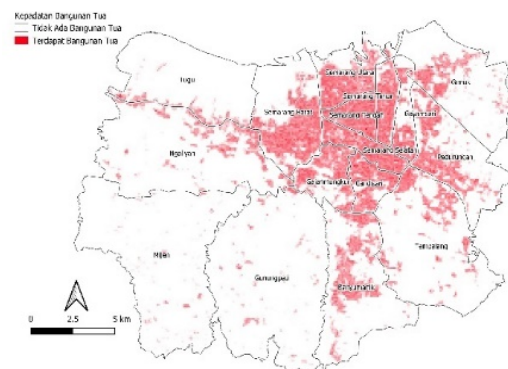 Kepadatan Bangunan Tua
Tidak Ada Bangunan Tua
Terdapat Bangunan Tua
Tugu
Semarang Utara
Genuk
Semarang Timur
Semarang Barat
Semarang Tengah
Gayamsari
Ngaliyan
Semarang Selatan
Pedurungan
Gajahmungkur
Candisari
Mijen
Gunungpati
Tembalang
Banyumanik
0 2.5 5 km